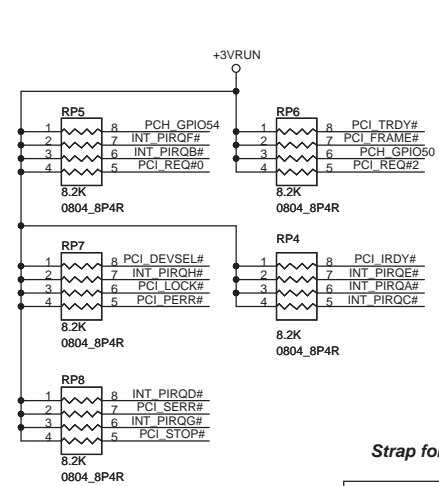 +3VRUN
RP5
1 8 PCH_GPIO54
2 7 INT_PIRQF#
3 6 INT_PIRQB#
4 5 PCI_REQ#0
8.2K
0804_8P4R
RP6
1 8 PCI_TRDY#
2 7 PCI_FRAME#
3 6 PCH_GPIO50
4 5 PCI_REQ#2
8.2K
0804_8P4R
RP7
1 8 PCI_DEVSEL#
2 7 INT_PIRQH#
3 6 PCI_LOCK#
4 5 PCI_PERR#
8.2K
0804_8P4R
RP4
1 8 PCI_IRDY#
2 7 INT_PIRQE#
3 6 INT_PIRQA#
4 5 INT_PIRQC#
8.2K
0804_8P4R
RP8
1 8 INT_PIRQD#
2 7 PCI_SERR#
3 6 INT_PIRQG#
4 5 PCI_STOP#
8.2K
0804_8P4R
Strap for